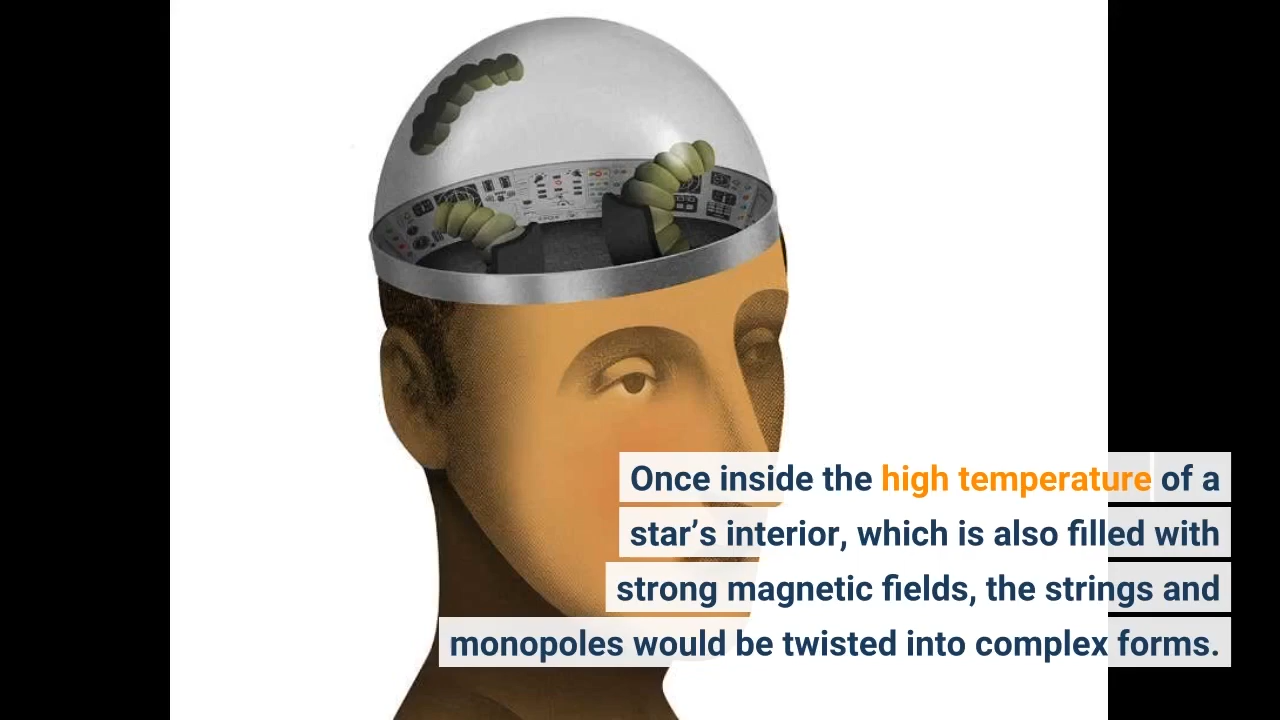 Once inside the high temperature of a
star’s interior, which is also filled with
strong magnetic fields, the strings and
monopoles would be twisted into complex forms.